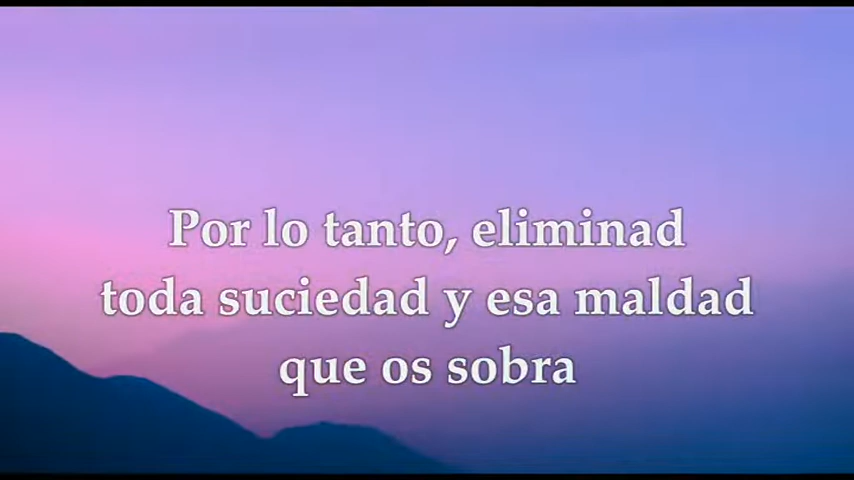 Por lo tanto, eliminad
toda suciedad y esa maldad
que os sobra